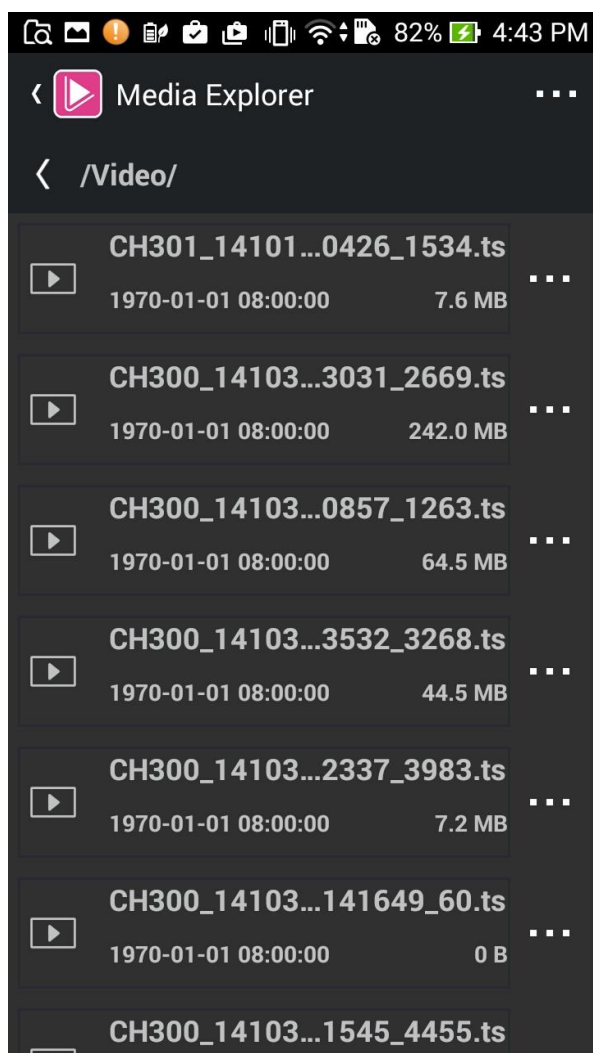 82% 4:43 PM
Media Explorer
/Video/
CH301_14101...0426_1534.ts
1970-01-01 08:00:00 7.6 MB
CH300_14103...3031_2669.ts
1970-01-01 08:00:00 242.0 MB
CH300_14103...0857_1263.ts
1970-01-01 08:00:00 64.5 MB
CH300_14103...3532_3268.ts
1970-01-01 08:00:00 44.5 MB
CH300_14103...2337_3983.ts
1970-01-01 08:00:00 7.2 MB
CH300_14103...141649_60.ts
1970-01-01 08:00:00 0 B
CH300_14103...1545_4455.ts